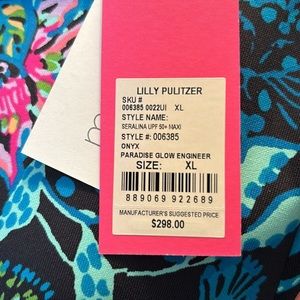 LILLY PULITZER
SKU #
006385 0022UI XL
STYLE NAME:
SERALINA UPF 50+ MAXI
STYLE #: 006385
ONYX
PARADISE GLOW ENGINEER
SIZE: XL
889069 922689
MANUFACTURER'S SUGGESTED PRICE
$298.00